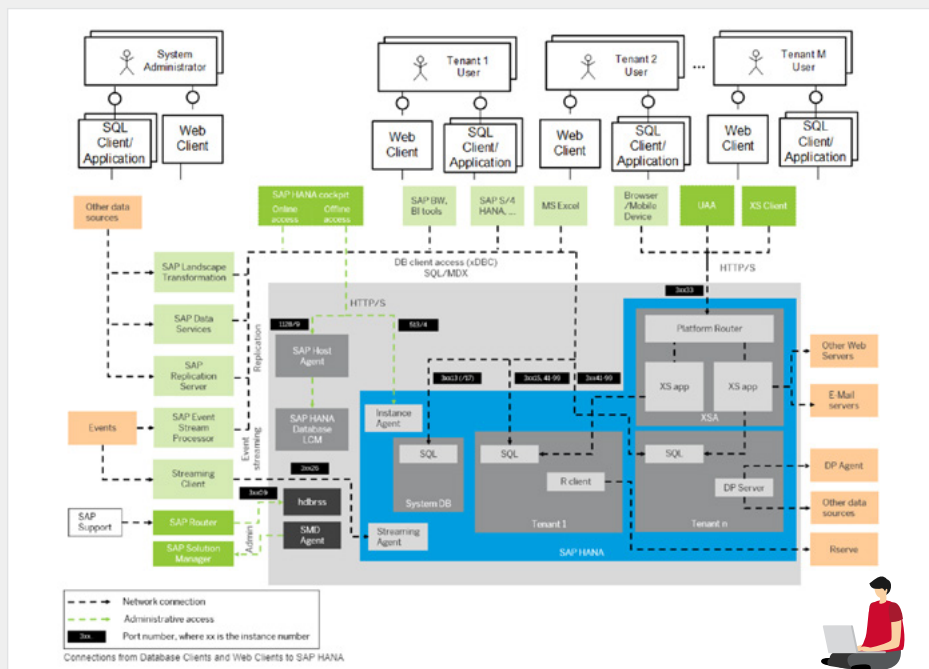 System
Administrator
Tenant 1
User
Tenant 2
User
...
Tenant M
User
SQL
Client/
Application
Web
Client
Web
Client
SQL
Client/
Application
Web
Client
SQL
Client/
Application
Web
Client
SQL
Client/
Application
Other data
sources
SAP HANA cockpit
Online
access
Offline
access
SAP BW,
BI tools
SAP S/4
HANA, ...
MS Excel
Browser
/Mobile
Device
UAA
XS Client
DB client access (xDBC)
SQL/MDX
HTTP/S
SAP Landscape
Transformation
SAP Data
Services
SAP
Replication
Server
SAP Event
Stream
Processor
Streaming
Client
Events
Replication
Event
streaming
HTTP/S
3xx33
1128/9
513/4
SAP Host
Agent
SAP HANA
Database
LCM
Platform Router
XS app
XS app
XSA
Other Web
Servers
E-Mail
servers
3xx13 (/17)
3xx15, 41-99
3xx41-99
Instance
Agent
SQL
System DB
SQL
R client
Tenant 1
SQL
DP Server
Tenant n
DP Agent
Other data
sources
Rserve
3xx26
3xx09
hdbrss
SMD
Agent
Streaming
Agent
SAP HANA
SAP
Support
SAP Router
SAP Solution
Manager
Admin
Network connection
Administrative access
3xx.
Port number, where xx is the instance number
Connections from Database Clients and Web Clients to SAP HANA